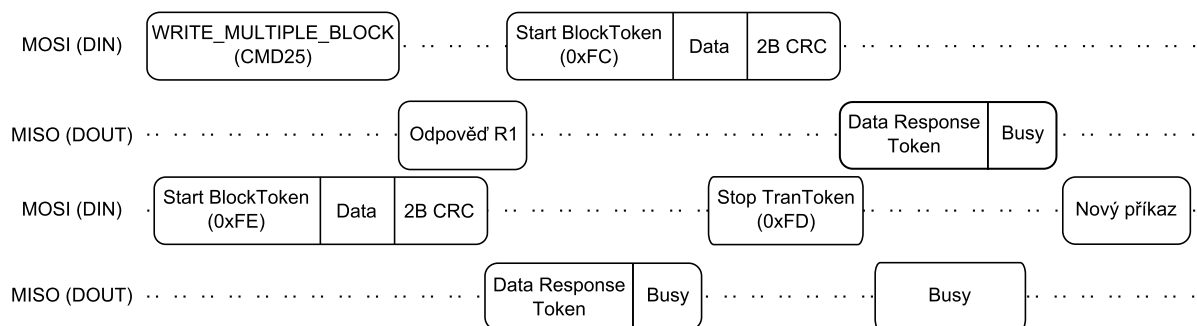 MOSI (DIN)
WRITE_MULTIPLE_BLOCK
(CMD25)
Start BlockToken
(0xFC)
Data
2B CRC
MISO (DOUT)
Odpověď R1
Data Response
Token
Busy
MOSI (DIN)
Start BlockToken
(0xFE)
Data
2B CRC
Stop TranToken
(0xFD)
Nový příkaz
MISO (DOUT)
Data Response
Token
Busy
Busy